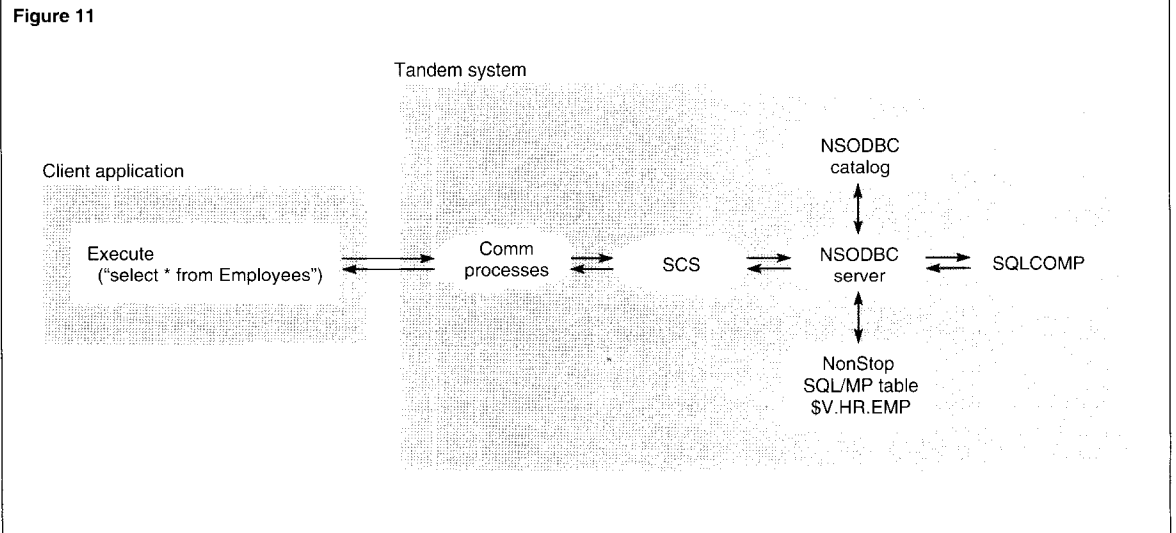 Figure 11
Tandem system
Client application
Execute
("select * from Employees")
Comm
processes
SCS
NSODBC
catalog
NSODBC
server
SQLCOMP
NonStop
SQL/MP table
$V.HR.EMP